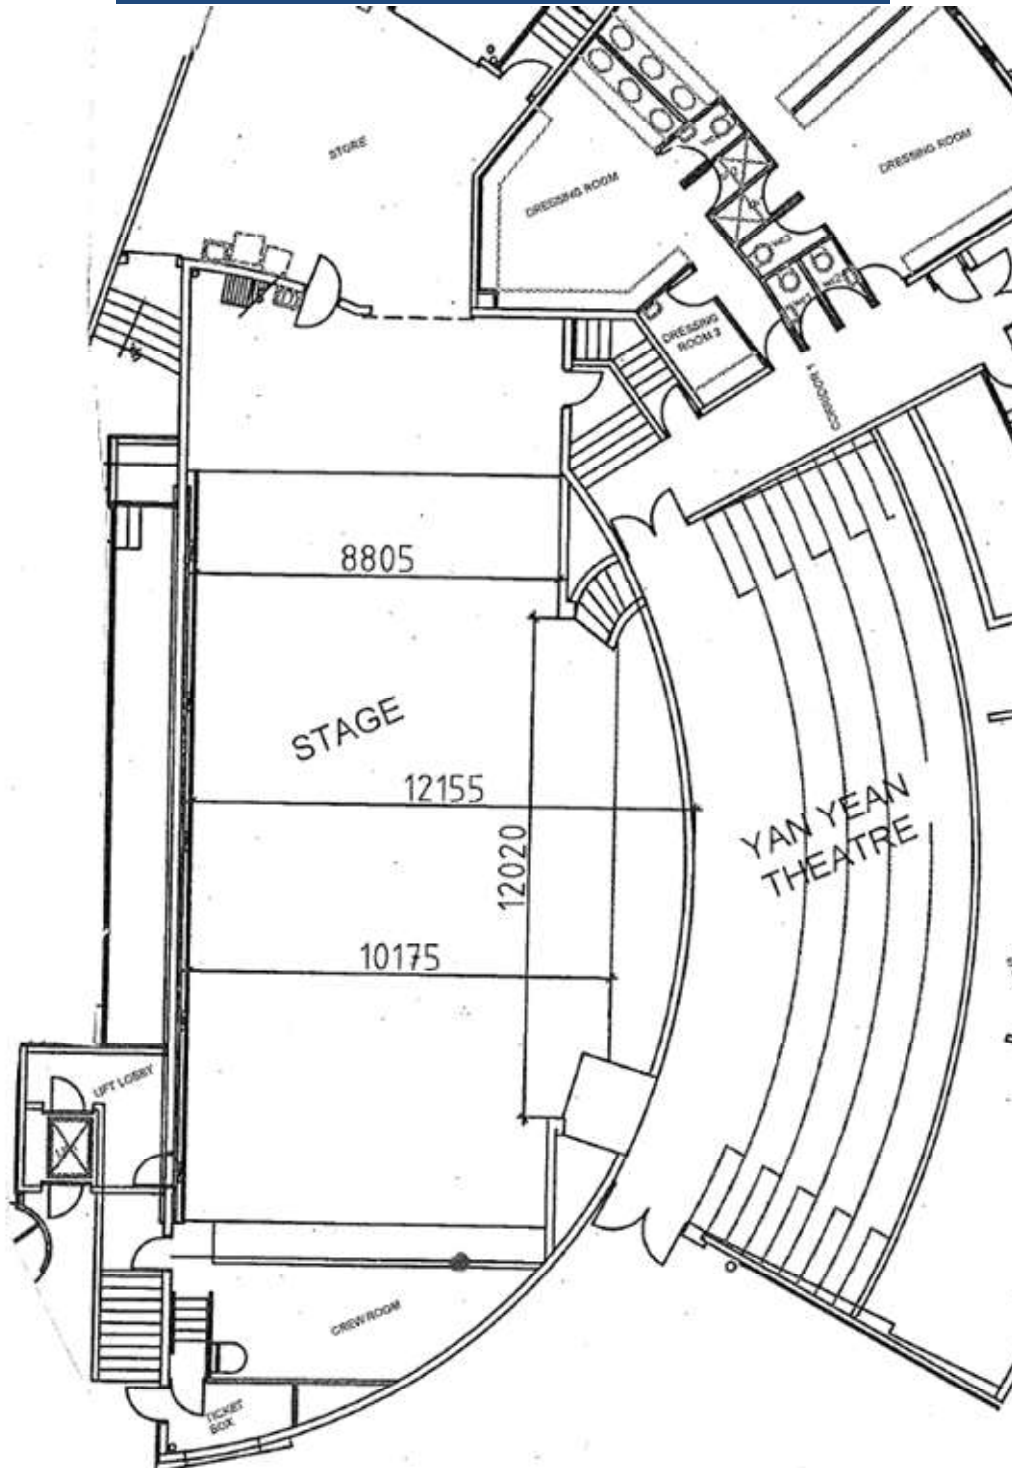 STORE
DRESSING ROOM
DRESSING ROOM
DRESSING
ROOM 3
CORRIDOR 1
8805
STAGE
12155
YAN YEAN
THEATRE
12020
10175
LIFT LOBBY
CREW ROOM
TICKET
BOX